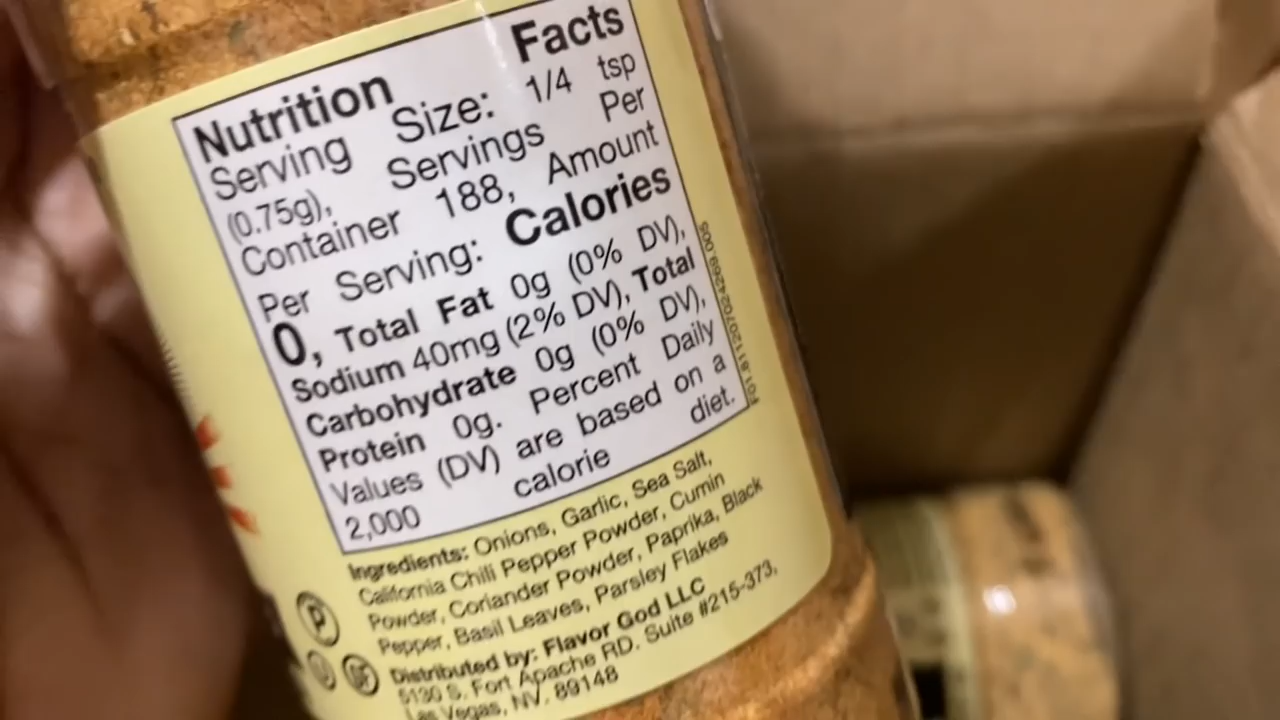 Nutrition Facts
Serving Size: 1/4 tsp
(0.75g), Servings Per
Container 188, Amount
Per Serving: Calories
0, Total Fat 0g (0% DV),
Sodium 40mg (2% DV), Total
Carbohydrate 0g (0% DV),
Protein 0g. Percent Daily
Values (DV) are based on a
2,000 calorie diet.
Ingredients: Onions, Garlic, Sea Salt,
California Chili Pepper Powder, Cumin
Powder, Coriander Powder, Paprika, Black
Pepper, Basil Leaves, Parsley Flakes
Distributed by: Flavor God LLC
5130 S. Fort Apache RD. Suite #215-373,
Las Vegas, NV. 89148
P
GF